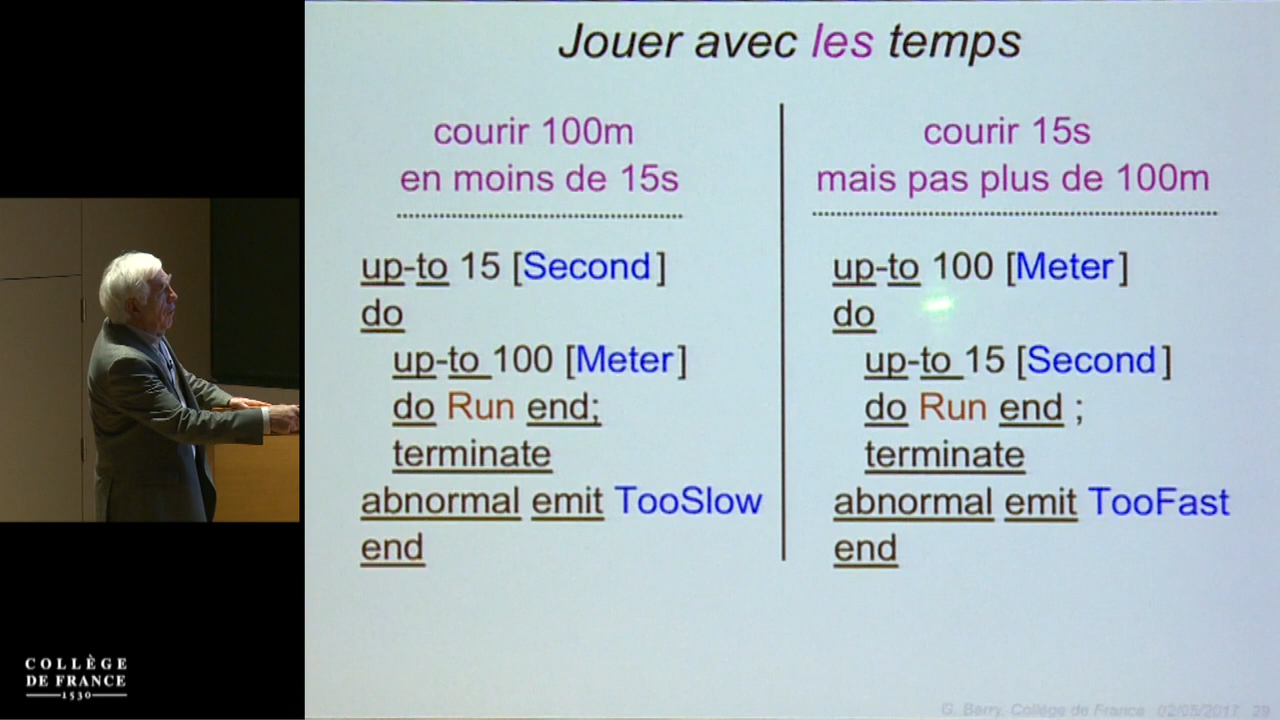 Jouer avec les temps
courir 100m
en moins de 15s
up-to 15 [Second]
do
up-to 100 [Meter]
do Run end;
terminate
abnormal emit TooSlow
end
courir 15s
mais pas plus de 100m
up-to 100 [Meter]
do
up-to 15 [Second]
do Run end ;
terminate
abnormal emit TooFast
end
COLLÈGE
DE FRANCE
1530
G. Berry, Collège de France 02/05/2017 29